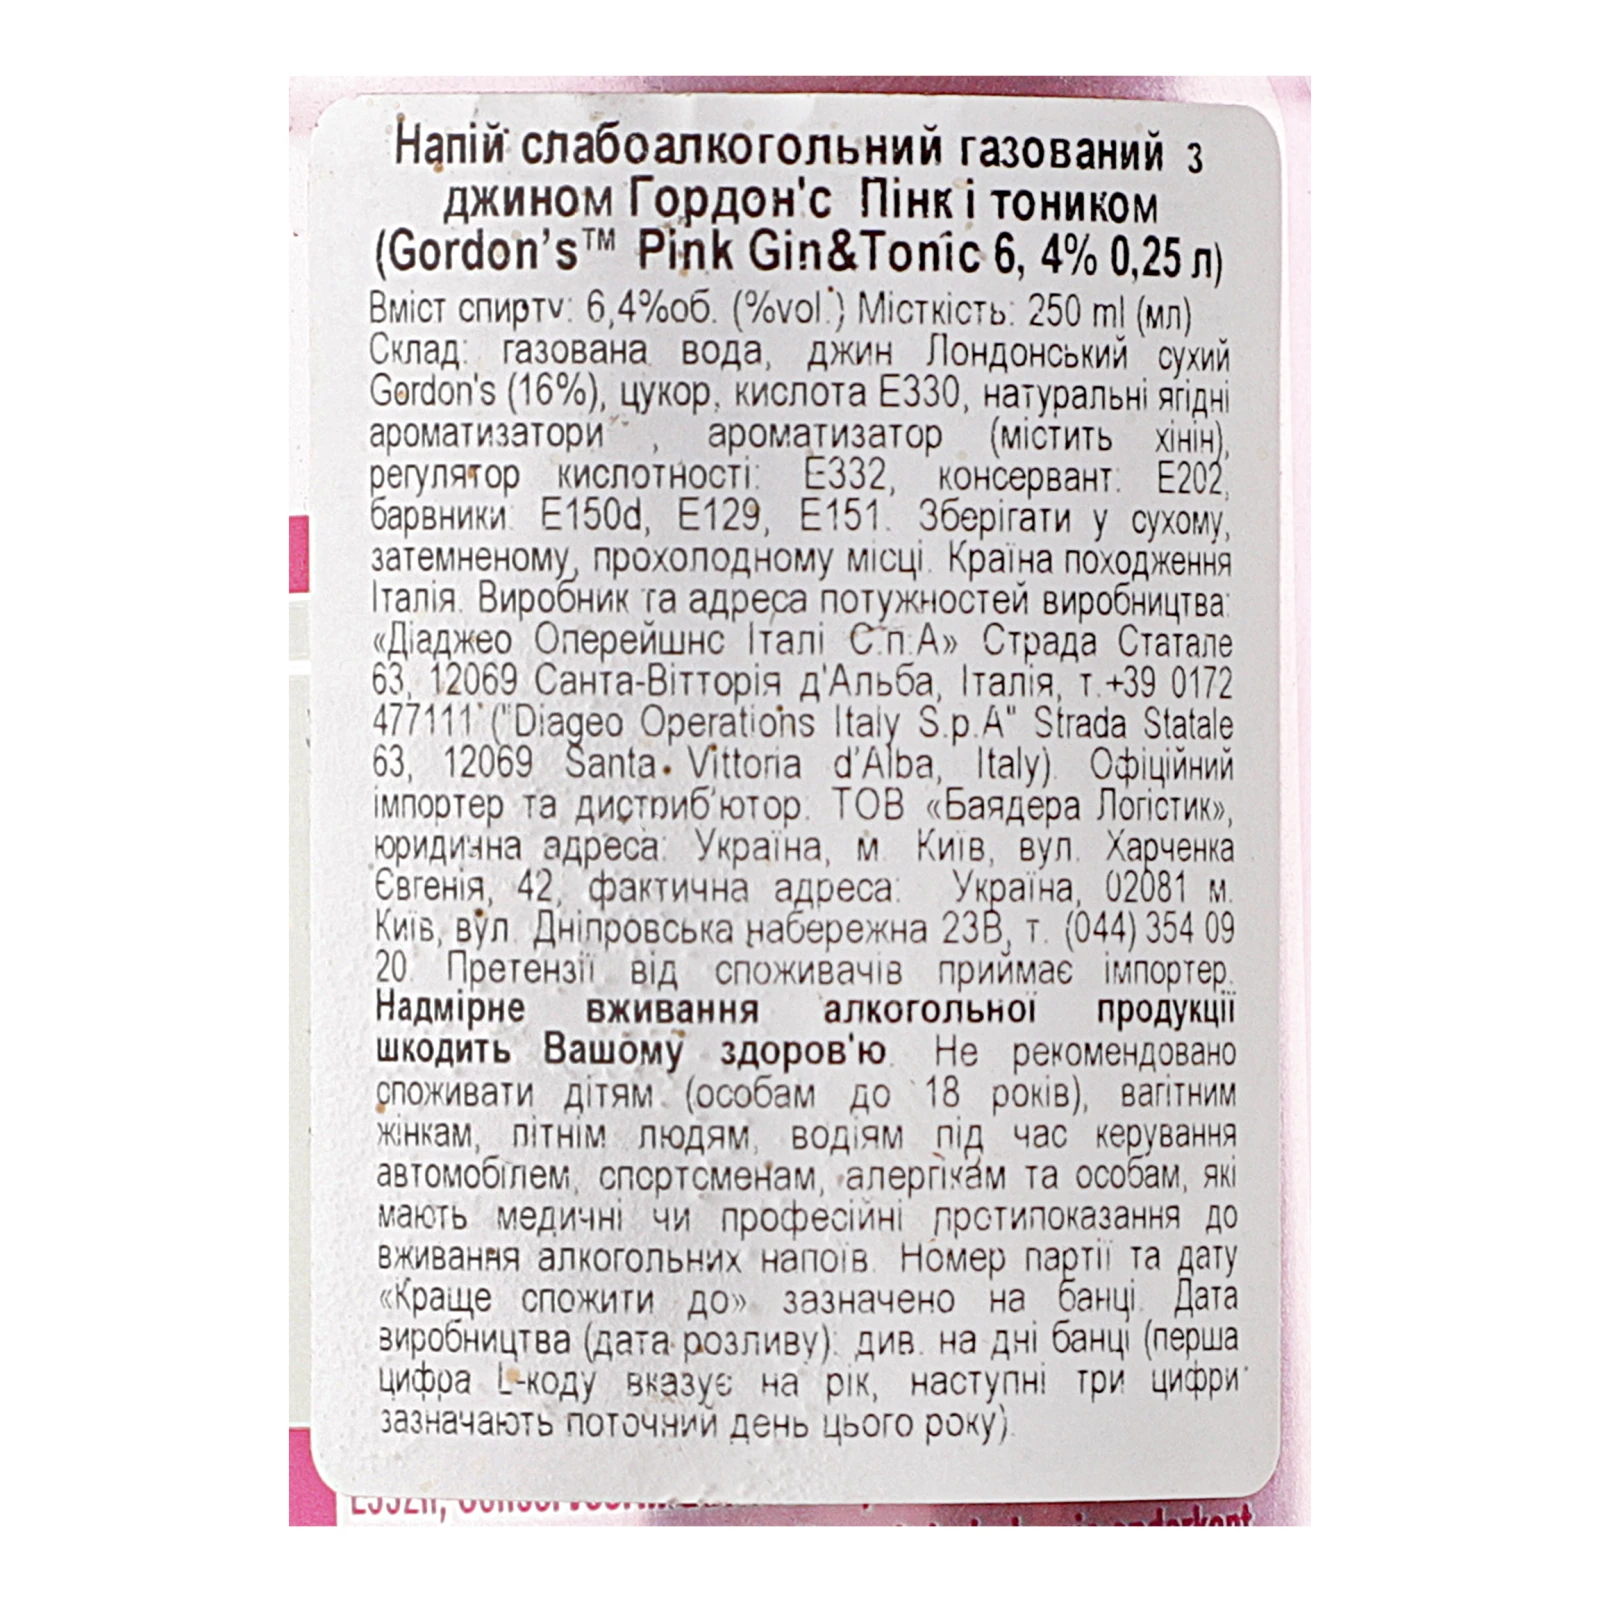 Напій слабоалкогольний газований з
джином Гордон'с Пінк і тоником
(Gordon's™ Pink Gin&Tonic 6, 4% 0,25 л)
Вміст спирту: 6,4%об. (%vol.) Місткість: 250 ml (мл)
Склад: газована вода, джин Лондонський сухий
Gordon's (16%), цукор, кислота Е330, натуральні ягідні
ароматизатори , ароматизатор (містить хінін),
регулятор кислотності: Е332, консервант: Е202,
барвники: Е150d, Е129, Е151. Зберігати у сухому,
затемненому, прохолодному місці. Країна походження
Італія. Виробник та адреса потужностей виробництва:
«Діаджео Оперейшнс Італі С.п.А» Страда Статале
63, 12069 Санта-Вітторія д'Альба, Італія, т.+39 0172
477111 ("Diageo Operations Italy S.p.A" Strada Statale
63, 12069 Santa Vittoria d'Alba, Italy). Офіційний
імпортер та дистриб'ютор: ТОВ «Баядера Логістик»,
юридична адреса: Україна, м. Київ, вул. Харченка
Євгенія, 42, фактична адреса: Україна, 02081 м.
Київ, вул. Дніпровська набережна 23В, т. (044) 354 09
20. Претензії від споживачів приймає імпортер.
Надмірне вживання алкогольної продукції
шкодить Вашому здоров'ю. Не рекомендовано
споживати дітям (особам до 18 років), вагітним
жінкам, літнім людям, водіям під час керування
автомобілем, спортсменам, алергікам та особам, які
мають медичні чи професійні протипоказання до
вживання алкогольних напоїв. Номер партії та дату
«Краще спожити до» зазначено на банці. Дата
виробництва (дата розливу): див. на дні банці (перша
цифра L-коду вказує на рік, наступні три цифри
зазначають поточний день цього року).